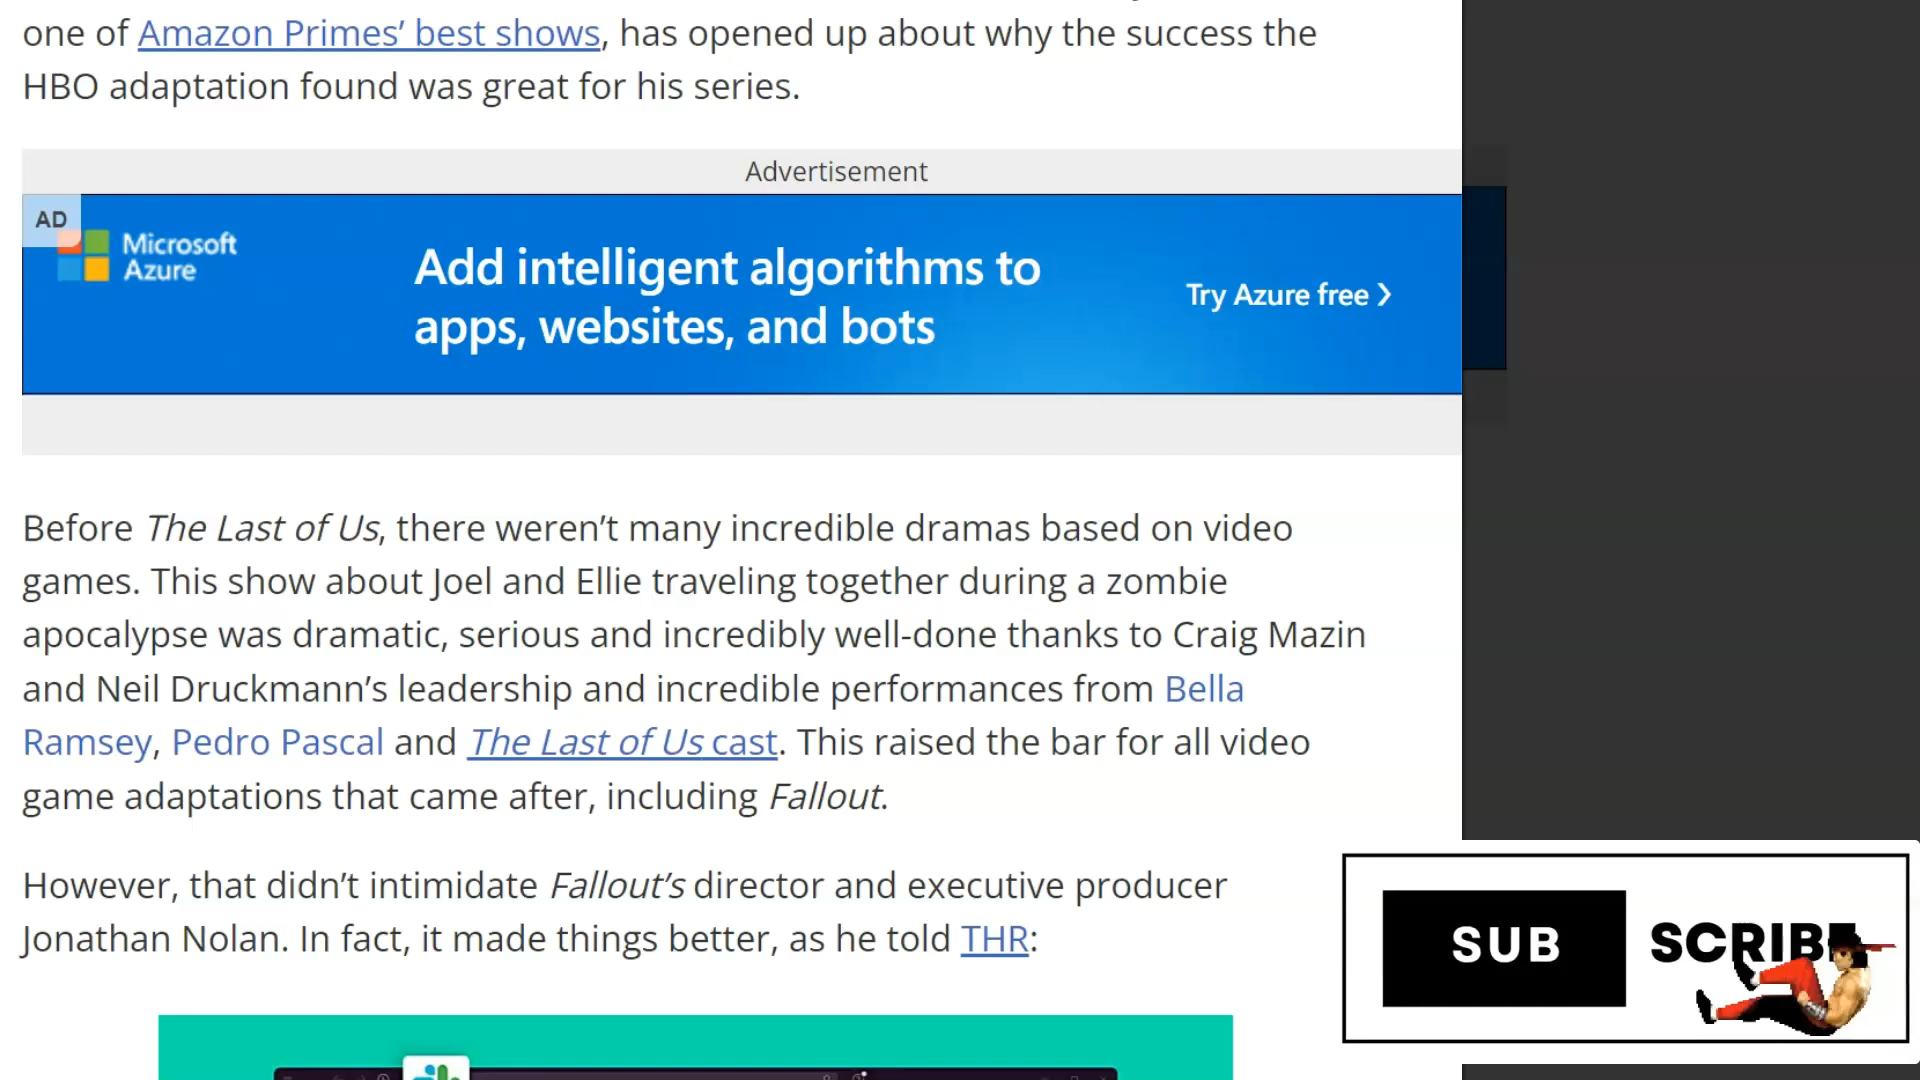 one of Amazon Primes’ best shows, has opened up about why the success the
HBO adaptation found was great for his series.
Advertisement
AD
Microsoft
Azure
Add intelligent algorithms to
apps, websites, and bots
Try Azure free ❯
Before The Last of Us, there weren’t many incredible dramas based on video
games. This show about Joel and Ellie traveling together during a zombie
apocalypse was dramatic, serious and incredibly well-done thanks to Craig Mazin
and Neil Druckmann’s leadership and incredible performances from Bella
Ramsey, Pedro Pascal and The Last of Us cast. This raised the bar for all video
game adaptations that came after, including Fallout.
However, that didn’t intimidate Fallout’s director and executive producer
Jonathan Nolan. In fact, it made things better, as he told THR:
SUB SCRIBE